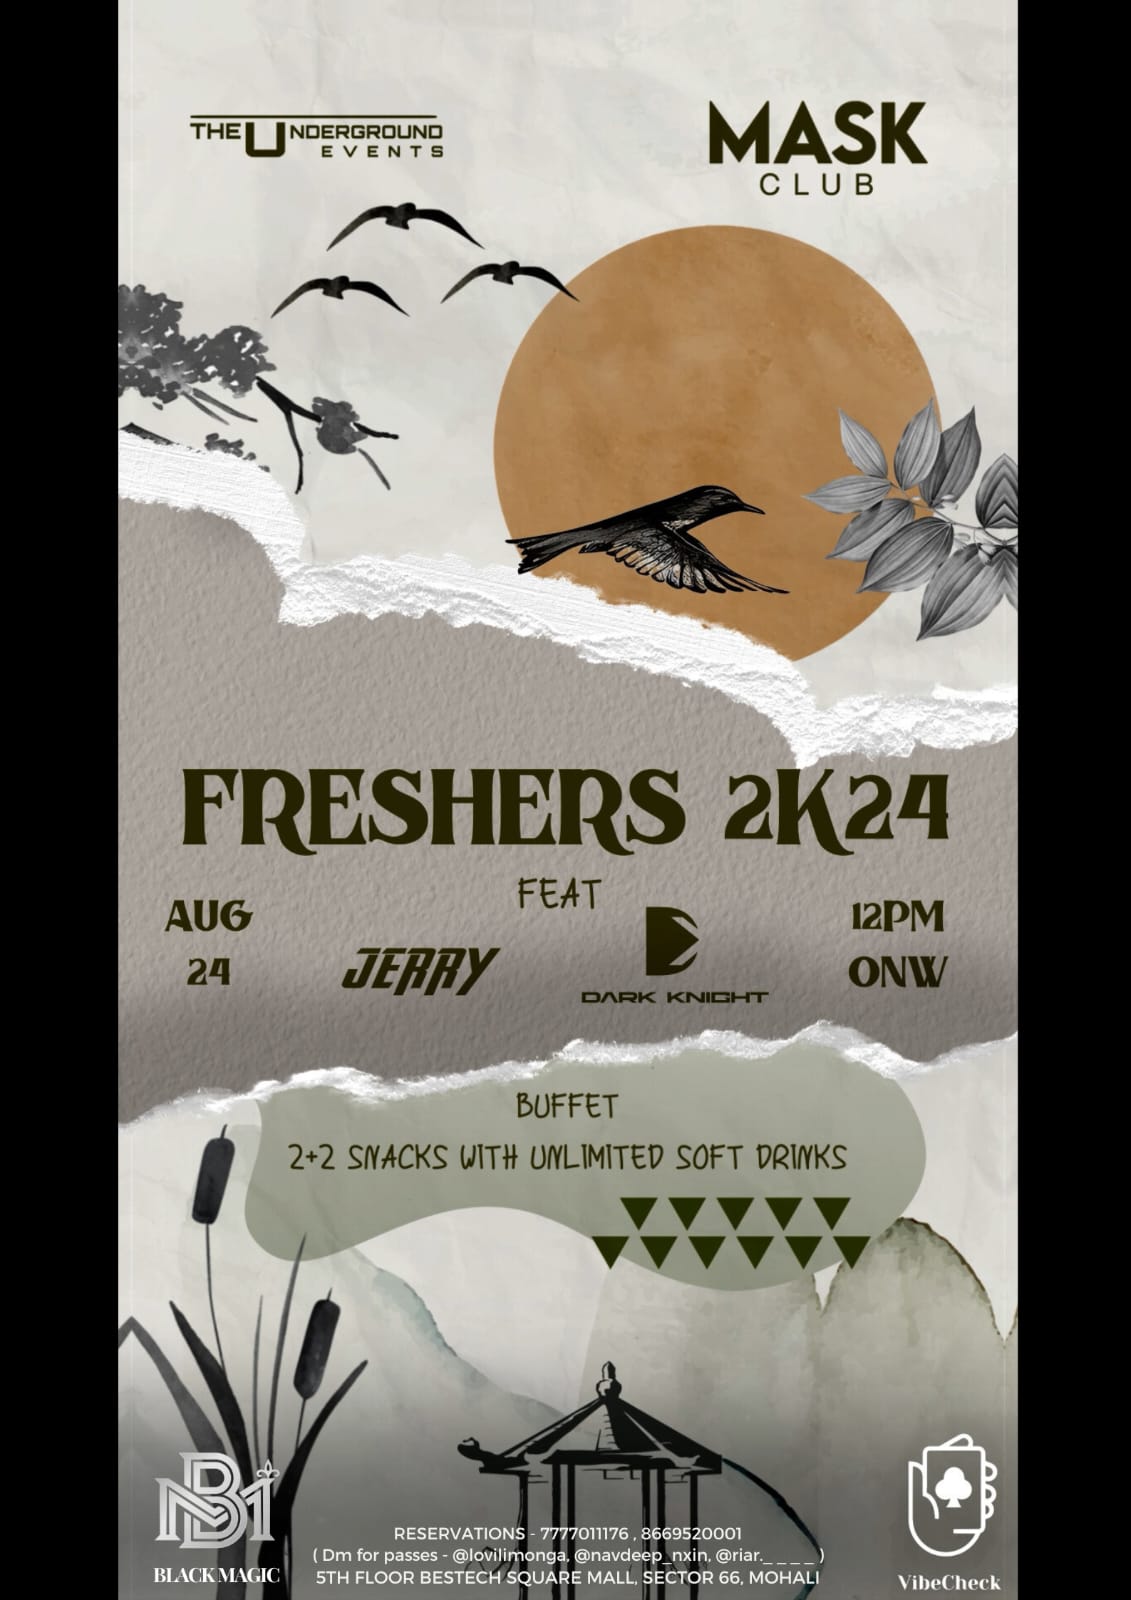 THE UNDERGROUND
EVENTS
MASK
CLUB
FRESHERS 2K24
FEAT
AUG
24
JERRY
DARK KNIGHT
12PM
ONW
BUFFET
2+2 SNACKS WITH UNLIMITED SOFT DRINKS
BM
BLACK MAGIC
RESERVATIONS - 7777011176 , 8669520001
( Dm for passes - @lovilimonga, @navdeep_nxin, @riar._ _ _ _ )
5TH FLOOR BESTECH SQUARE MALL, SECTOR 66, MOHALI
VibeCheck